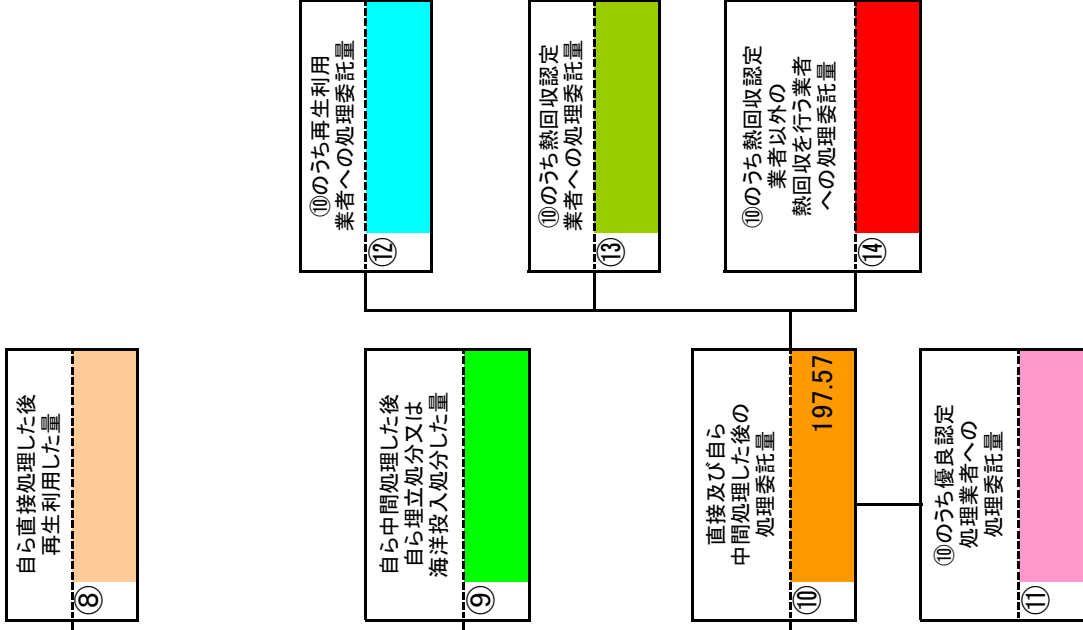 自ら直接処理した後
再生利用した量
⑧
自ら中間処理した後
自ら埋立処分又は
海洋投入処分した量
⑨
直接及び自ら
中間処理した後の
処理委託量
⑩
197.57
⑩のうち優良認定
処理業者への
処理委託量
⑪
⑩のうち再生利用
業者への処理委託量
⑫
⑩のうち熱回収認定
業者への処理委託量
⑬
⑩のうち熱回収認定
業者以外の
熱回収を行う業者
への処理委託量
⑭